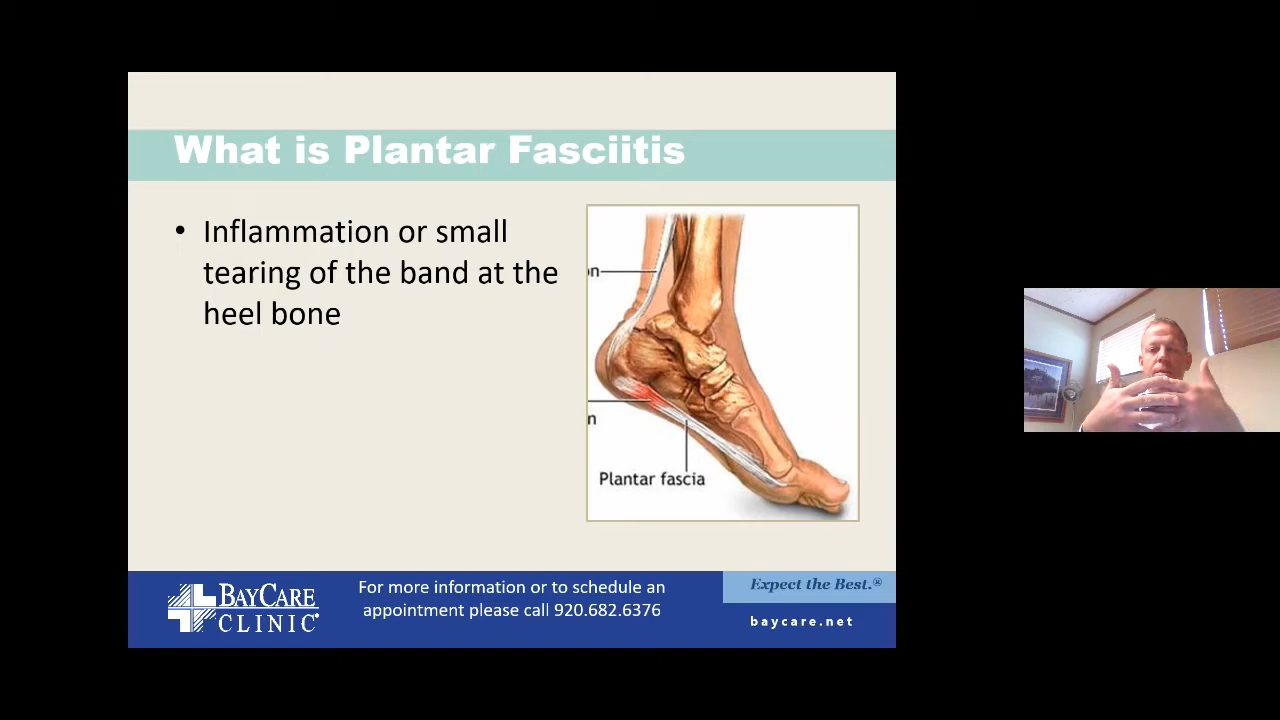 What is Plantar Fasciitis
• Inflammation or small
tearing of the band at the
heel bone
on
n
Plantar fascia
BAYCARE
CLINIC®
For more information or to schedule an
appointment please call 920.682.6376
Expect the Best.®
baycare.net